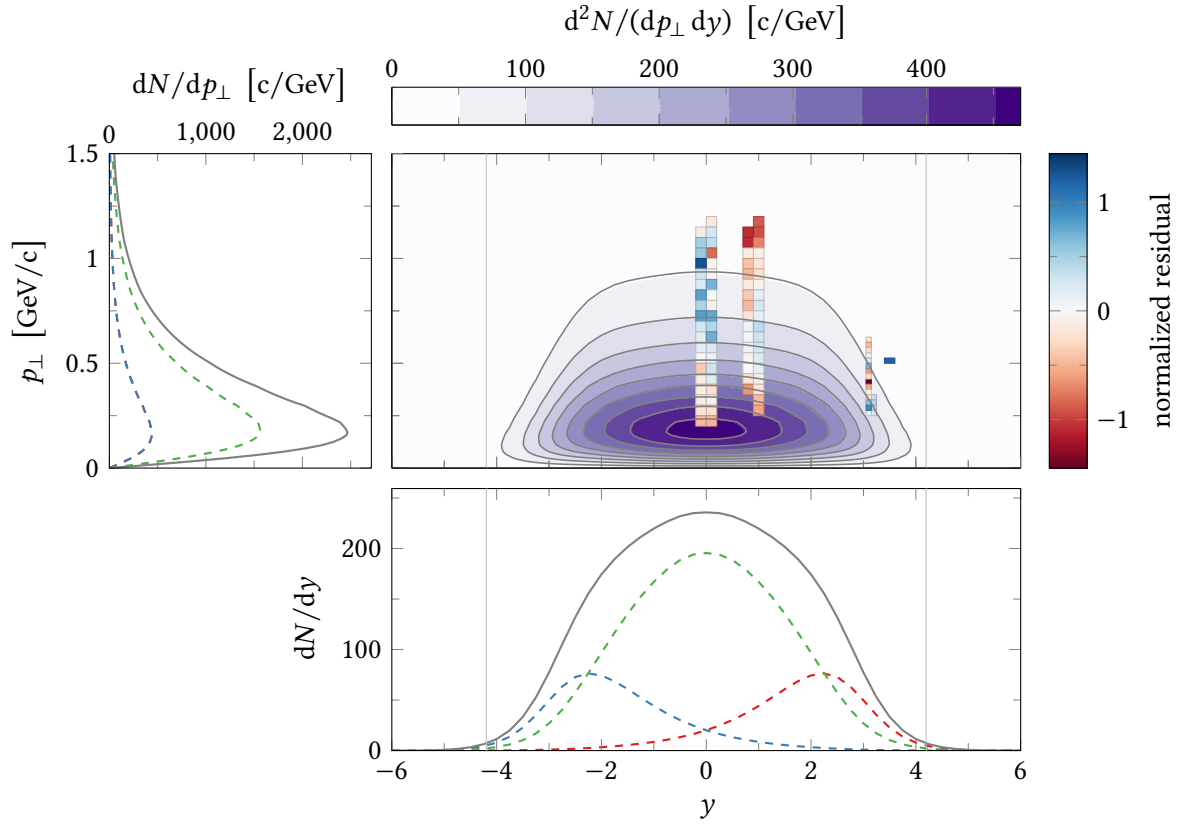 d²N/(dp⊥ dy) [c/GeV]
0 100 200 300 400
dN/dp⊥ [c/GeV]
0 1,000 2,000
p⊥ [GeV/c]
1.5
1
0.5
0
1
0
−1
normalized residual
dN/dy
200
100
0
−6 −4 −2 0 2 4 6
y